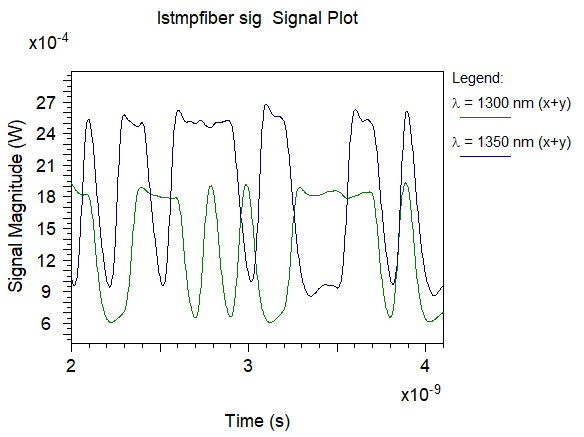 lstmpfiber sig  Signal Plot
x10-4
Legend:
λ = 1300 nm (x+y)
λ = 1350 nm (x+y)
Signal Magnitude (W)
27
24
21
18
15
12
9
6
2
3
4
x10-9
Time (s)